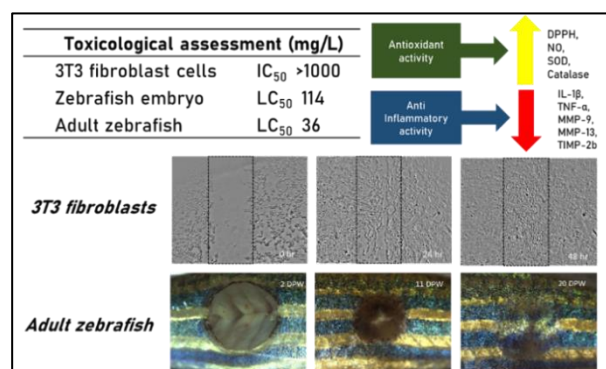 Toxicological assessment (mg/L)
3T3 fibroblast cells IC50 >1000
Zebrafish embryo LC50 114
Adult zebrafish LC50 36
Antioxidant
activity
DPPH,
NO,
SOD,
Catalase
Anti
Inflammatory
activity
IL-1β,
TNF-α,
MMP-9,
MMP-13,
TIMP-2b
3T3 fibroblasts
0 hr
24 hr
48 hr
Adult zebrafish
2 DPW
11 DPW
20 DPW